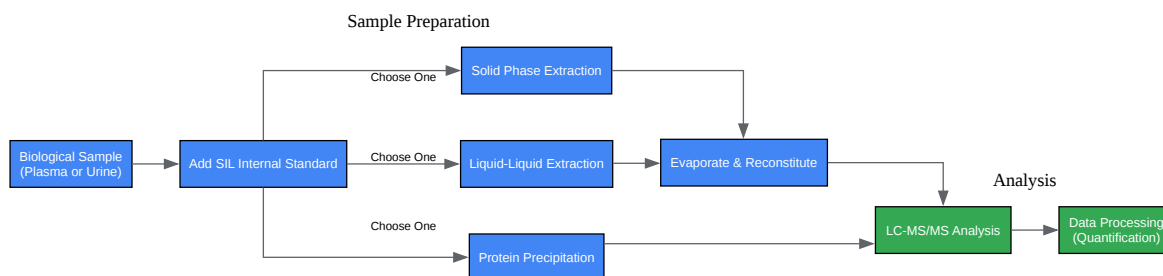 Sample Preparation
Solid Phase Extraction
Choose One
Biological Sample
(Plasma or Urine)
Add SIL Internal Standard
Choose One
Liquid-Liquid Extraction
Evaporate & Reconstitute
Analysis
Choose One
Protein Precipitation
LC-MS/MS Analysis
Data Processing
(Quantification)